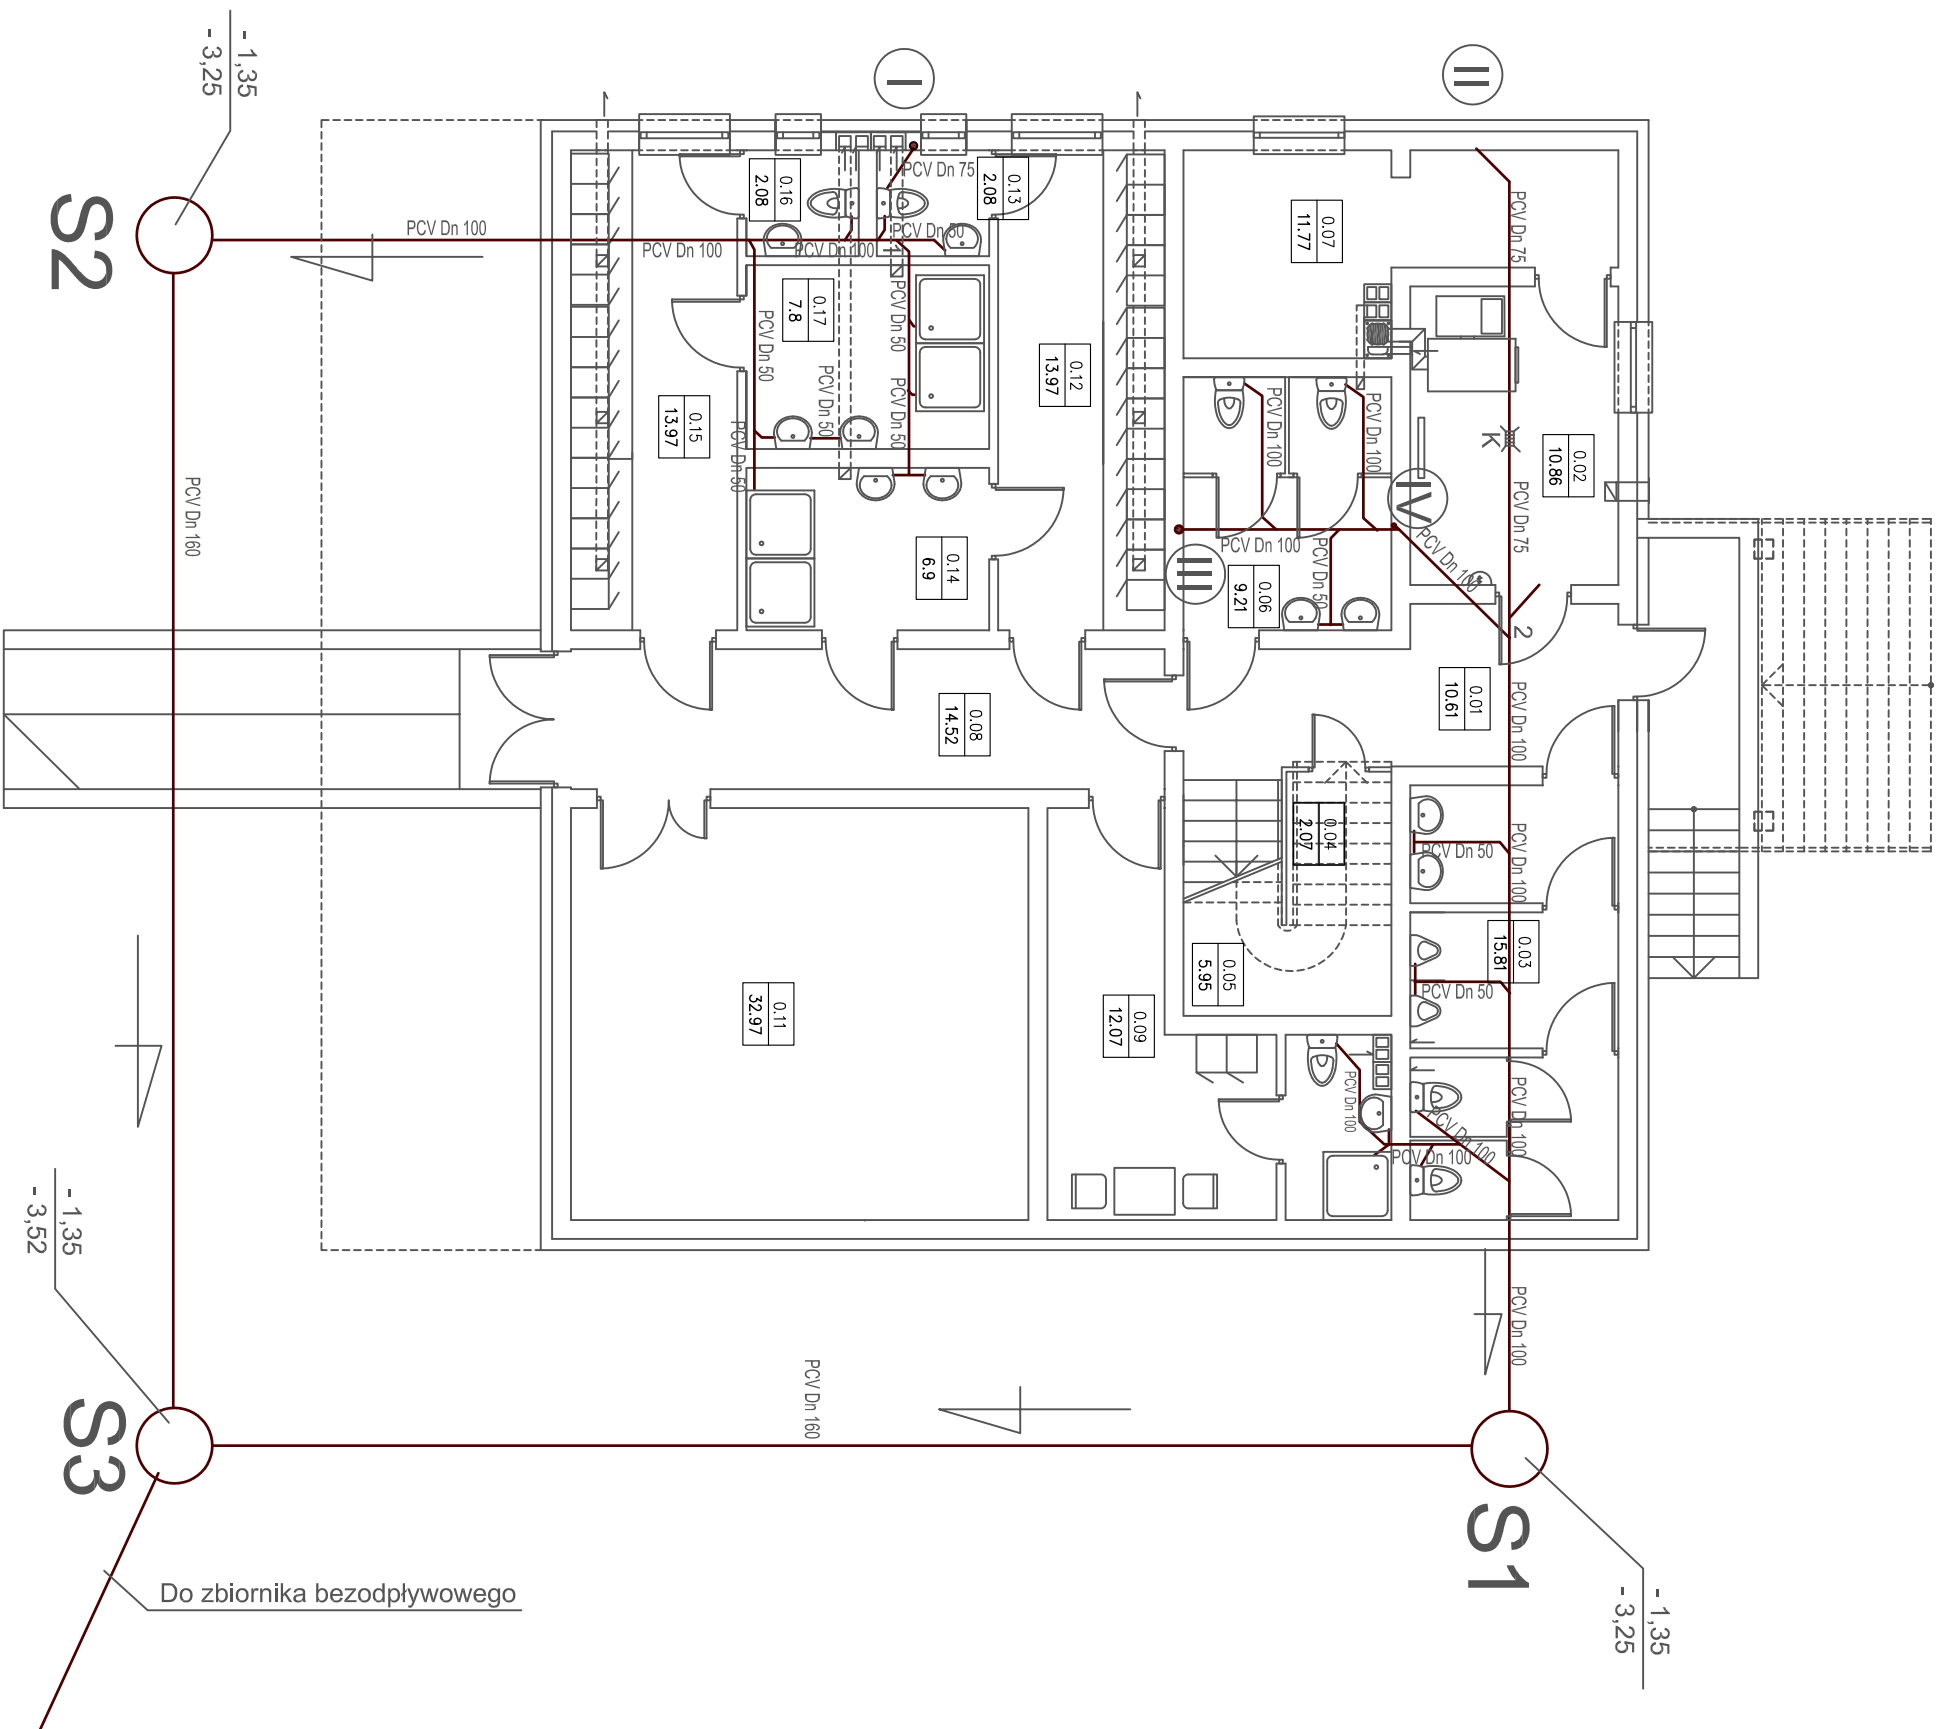 - 1,35
- 3,25
S2
I
II
PCV Dn 100
PCV Dn 160
PCV Dn 100
PCV Dn 100
PCV Dn 50
PCV Dn 75
0.16
2.08
0.13
2.08
1
0.17
7.8
PCV Dn 50
PCV Dn 50
PCV Dn 50
PCV Dn 50
PCV Dn 50
0.12
13.97
0.15
13.97
0.14
6.9
0.07
11.77
PCV Dn 75
PCV Dn 100
PCV Dn 100
K
0.02
10.86
IV
PCV Dn 75
PCV Dn 100
PCV Dn 100
PCV Dn 50
III
0.06
9.21
2
0.01
10.61
PCV Dn 100
0.08
14.52
0.04
2.07
PCV Dn 50
PCV Dn 100
0.03
15.81
PCV Dn 50
0.05
5.95
0.11
32.97
0.09
12.07
PCV Dn 100
PCV Dn 100
PCV Dn 100
PCV Dn 100
PCV Dn 100
PCV Dn 160
- 1,35
- 3,52
S3
S1
- 1,35
- 3,25
Do zbiornika bezodpływowego